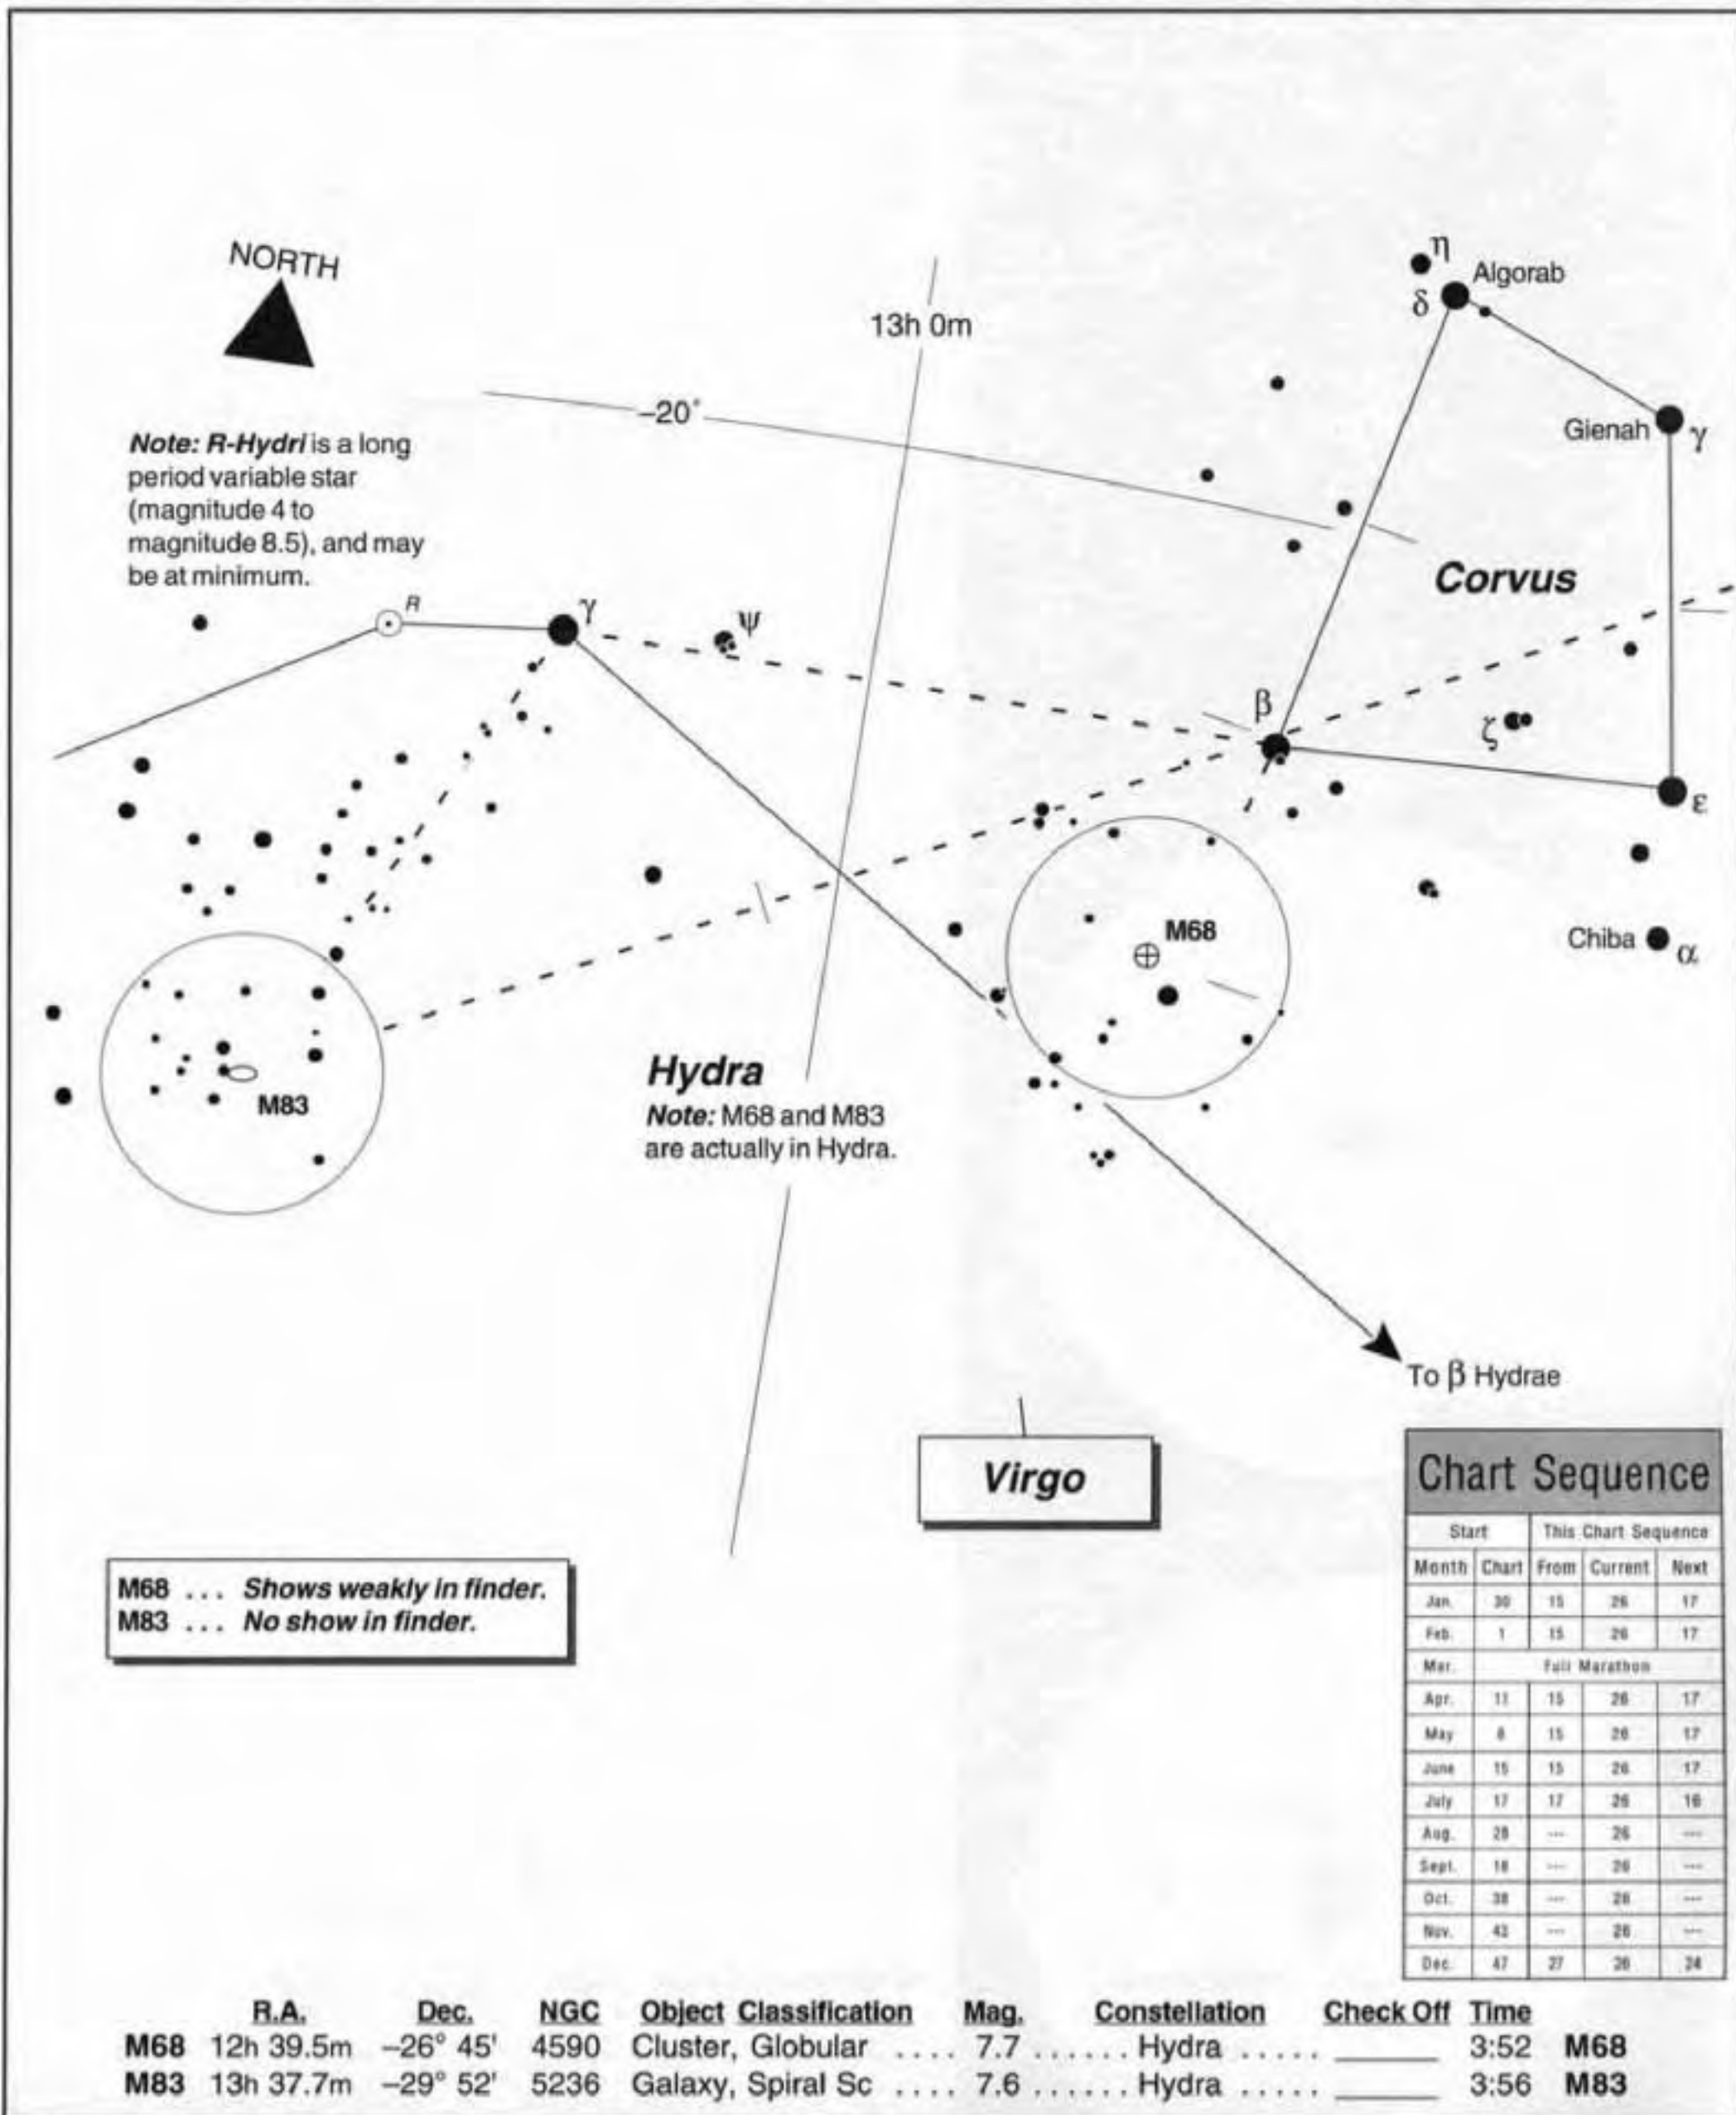 NORTH
Note: R-Hydri is a long
period variable star
(magnitude 4 to
magnitude 8.5), and may
be at minimum.
13h 0m
–20°
η
Algorab
δ
Gienah
γ
Corvus
R
γ
ψ
β
ζ
ε
M68
Chiba
α
M83
Hydra
Note: M68 and M83
are actually in Hydra.
To β Hydrae
Virgo
M68 ... Shows weakly in finder.
M83 ... No show in finder.
Chart Sequence
Start This Chart Sequence
Month Chart From Current Next
Jan. 30 15 26 17
Feb. 1 15 26 17
Mar. Full Marathon
Apr. 11 15 26 17
May 8 15 26 17
June 15 15 26 17
July 17 17 26 16
Aug. 28 --- 26 ---
Sept. 18 --- 26 ---
Oct. 38 --- 26 ---
Nov. 43 --- 26 ---
Dec. 47 27 26 24
R.A. Dec. NGC Object Classification Mag. Constellation Check Off Time
M68 12h 39.5m –26° 45' 4590 Cluster, Globular .... 7.7 ...... Hydra ..... ______ 3:52 M68
M83 13h 37.7m –29° 52' 5236 Galaxy, Spiral Sc .... 7.6 ...... Hydra ..... ______ 3:56 M83